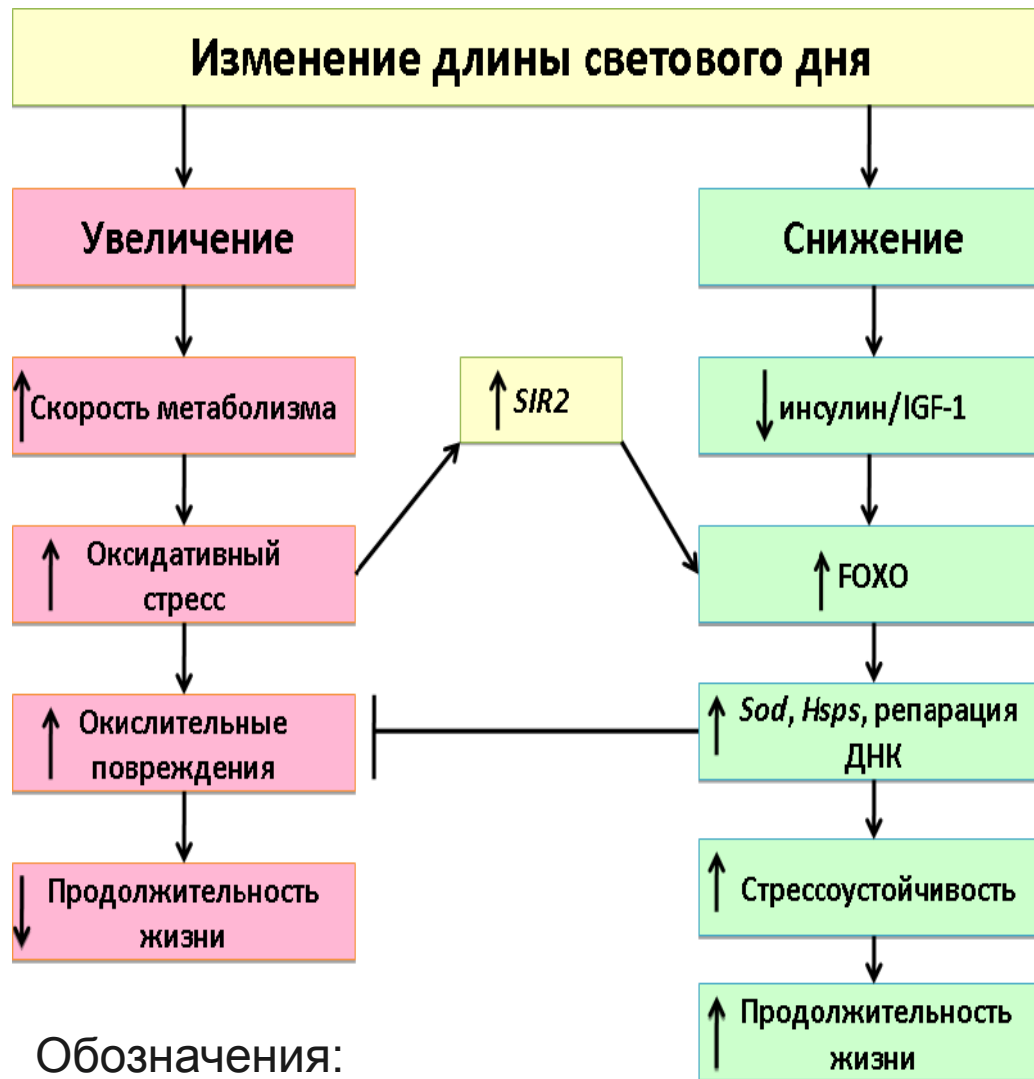 Изменение длины светового дня
Увеличение
Снижение
Скорость метаболизма
SIR2
инсулин/IGF-1
Оксидативный
стресс
FOXO
Окислительные
повреждения
Sod, Hsps, репарация
ДНК
Продолжительность
жизни
Стрессоустойчивость
Продолжительность
жизни
Обозначения: